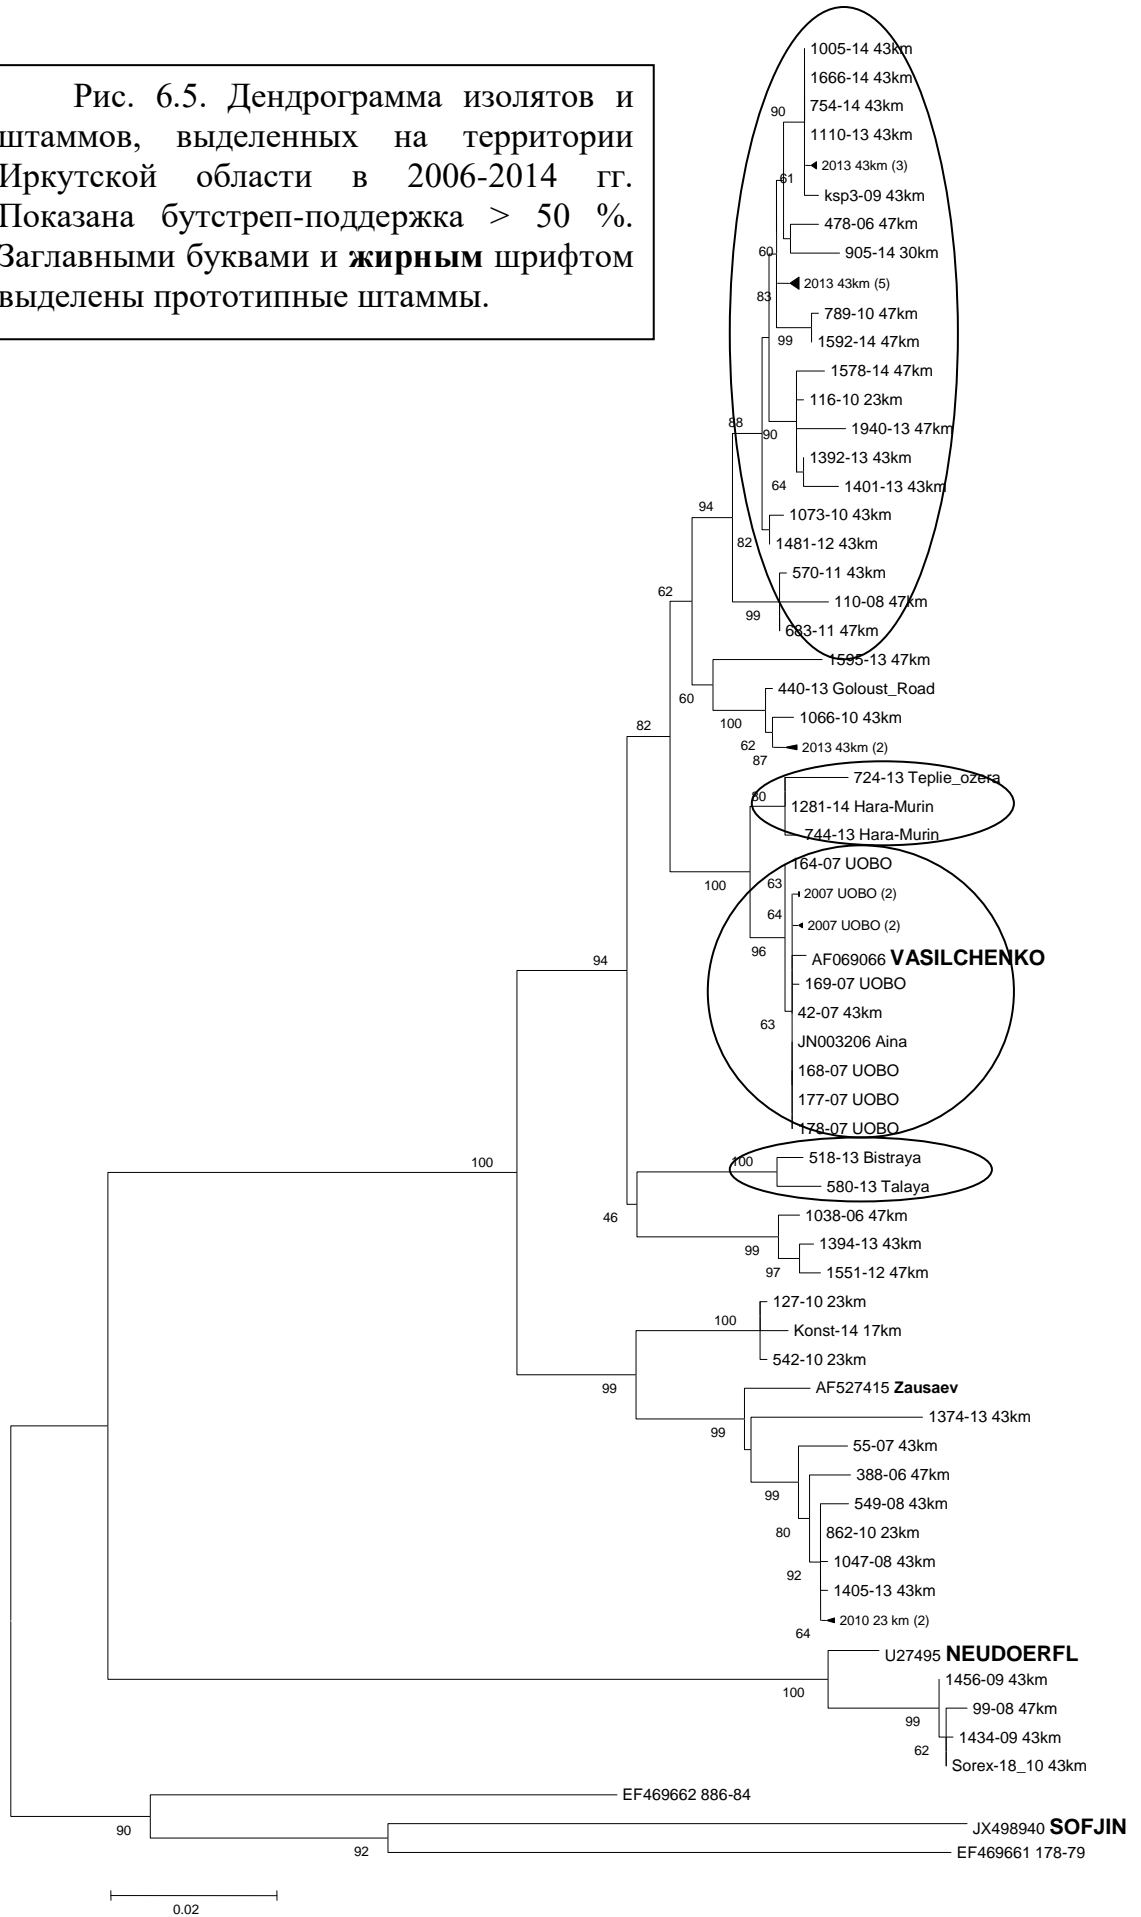 Рис. 6.5. Дендрограмма изолятов и
штаммов, выделенных на территории
Иркутской области в 2006-2014 гг.
Показана бутстреп-поддержка > 50 %.
Заглавными буквами и жирным шрифтом
выделены прототипные штаммы.
1005-14 43km
1666-14 43km
754-14 43km
90
1110-13 43km
2013 43km (3)
61
ksp3-09 43km
478-06 47km
60
905-14 30km
2013 43km (5)
83
789-10 47km
99
1592-14 47km
1578-14 47km
116-10 23km
88
1940-13 47km
90
1392-13 43km
64
1401-13 43km
94
1073-10 43km
82
1481-12 43km
570-11 43km
62
110-08 47km
99
683-11 47km
1595-13 47km
440-13 Goloust_Road
60
1066-10 43km
100
82
62
2013 43km (2)
87
724-13 Teplie_ozera
80
1281-14 Hara-Murin
744-13 Hara-Murin
164-07 UOBO
100
63
2007 UOBO (2)
64
2007 UOBO (2)
96
94
AF069066 VASILCHENKO
169-07 UOBO
42-07 43km
63
JN003206 Aina
168-07 UOBO
177-07 UOBO
178-07 UOBO
100
518-13 Bistraya
100
580-13 Talaya
46
1038-06 47km
99
1394-13 43km
97
1551-12 47km
127-10 23km
100
Konst-14 17km
542-10 23km
99
AF527415 Zausaev
1374-13 43km
99
55-07 43km
388-06 47km
99
549-08 43km
80
862-10 23km
1047-08 43km
92
1405-13 43km
2010 23 km (2)
64
U27495 NEUDOERFL
1456-09 43km
100
99-08 47km
99
1434-09 43km
62
Sorex-18_10 43km
EF469662 886-84
90
JX498940 SOFJIN
92
EF469661 178-79
0.02